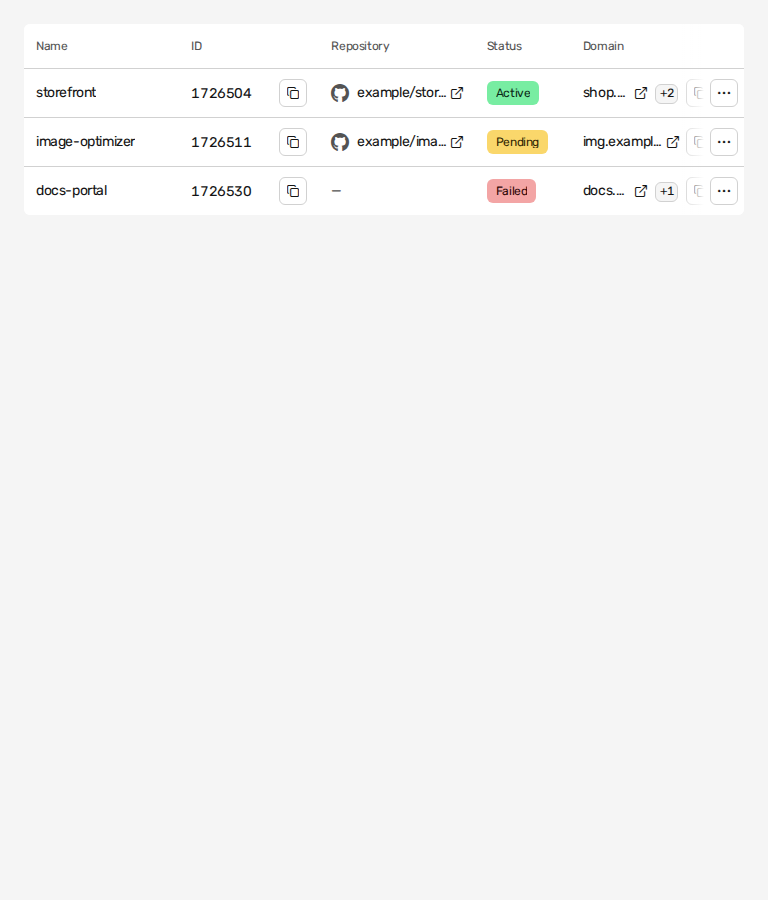 Name ID Repository Status Domain
storefront 1726504 example/stor... Active shop.... +2
image-optimizer 1726511 example/ima... Pending img.exampl...
docs-portal 1726530 — Failed docs.... +1